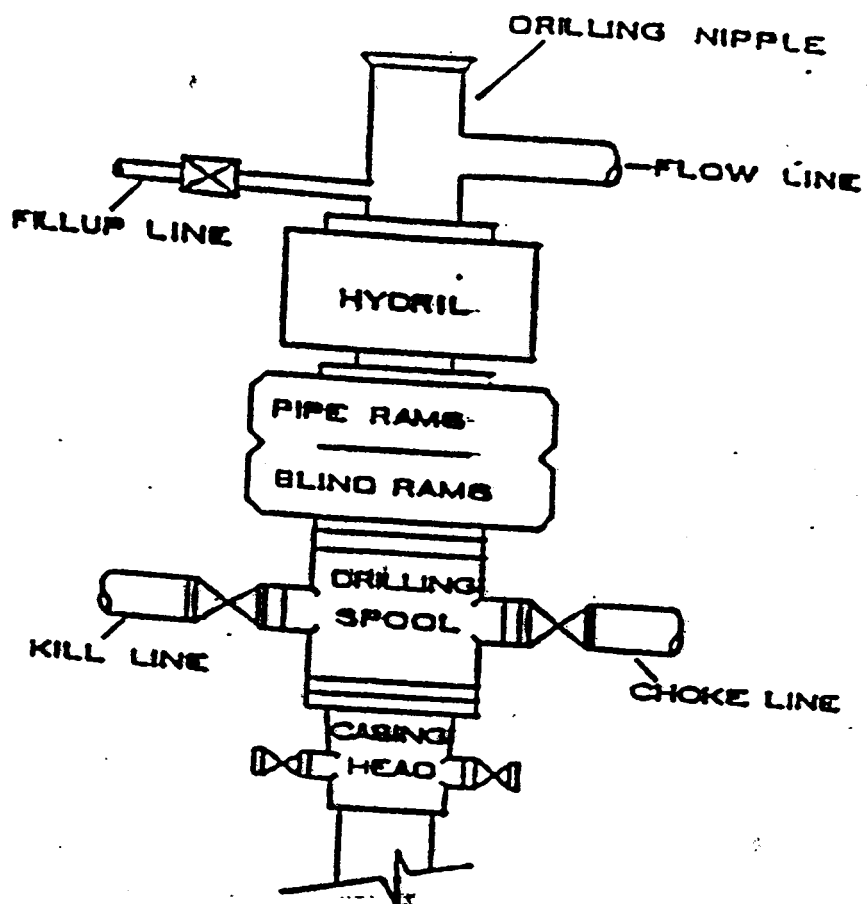 DRILLING NIPPLE
FLOW LINE
FILLUP LINE
HYDRIL
PIPE RAMS
BLIND RAMS
DRILLING
SPOOL
KILL LINE
CHOKE LINE
CASING
HEAD